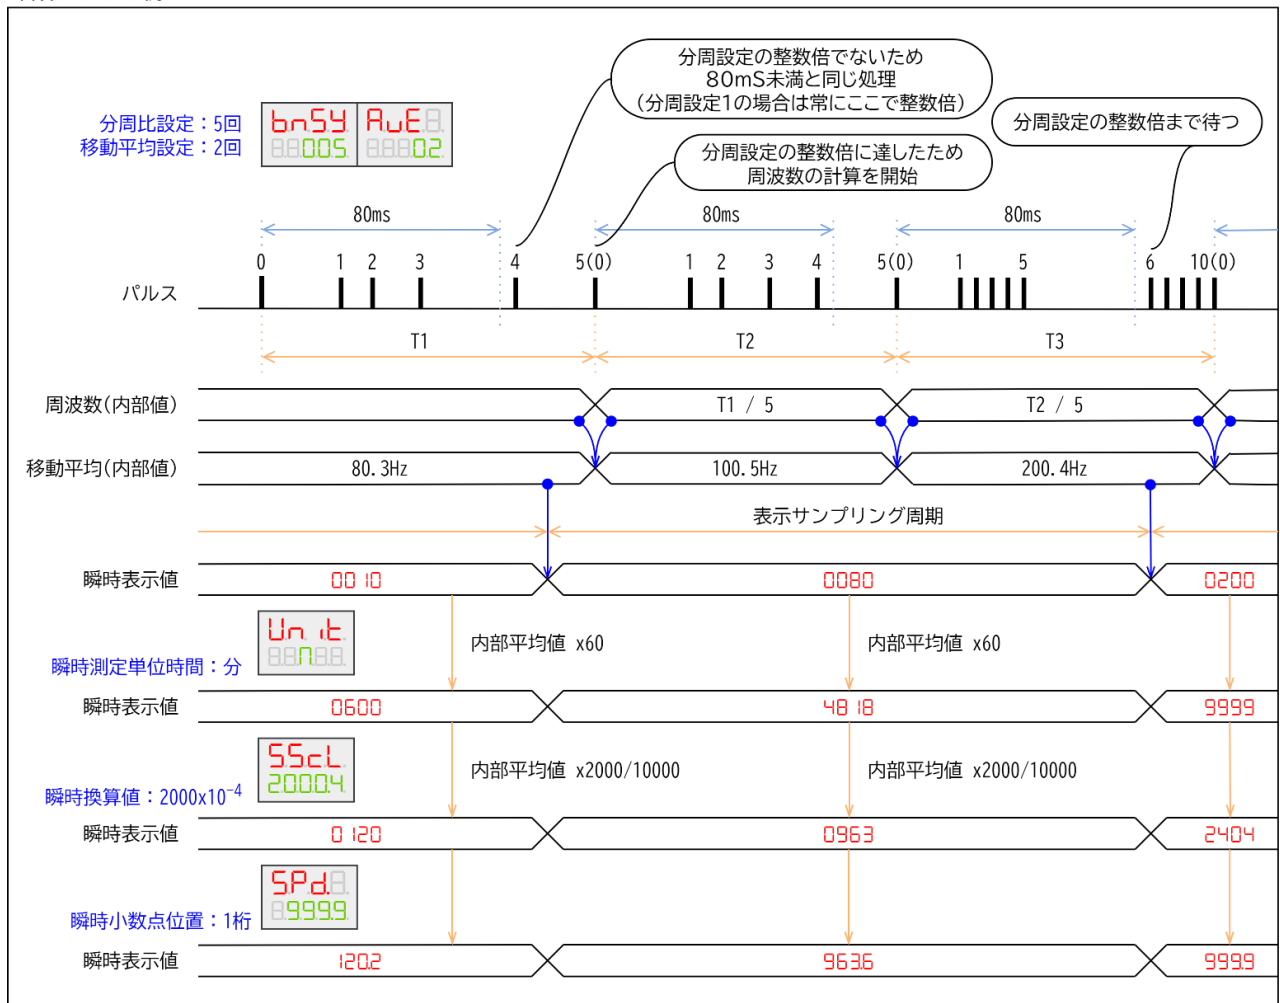 分周設定の整数倍でないため
80mS未満と同じ処理
(分周設定1の場合は常にここで整数倍)
分周設定の整数倍まで待つ
分周比設定：5回
移動平均設定：2回
bnSY
005
AvE
02
分周設定の整数倍に達したため
周波数の計算を開始
80ms 80ms 80ms
0 1 2 3 4 5(0) 1 2 3 4 5(0) 1 5 6 10(0)
パルス
T1 T2 T3
周波数(内部値) T1 / 5 T2 / 5
移動平均(内部値) 80.3Hz 100.5Hz 200.4Hz
表示サンプリング周期
瞬時表示値 0010 0080 0200
Unit
n
瞬時測定単位時間：分
内部平均値 x60 内部平均値 x60
瞬時表示値 0600 4818 9999
SScL
2.000.4
瞬時換算値：2000x10⁻⁴
内部平均値 x2000/10000 内部平均値 x2000/10000
瞬時表示値 0120 0963 2404
SPd.
999.9
瞬時小数点位置：1桁
瞬時表示値 120.2 963.6 999.9